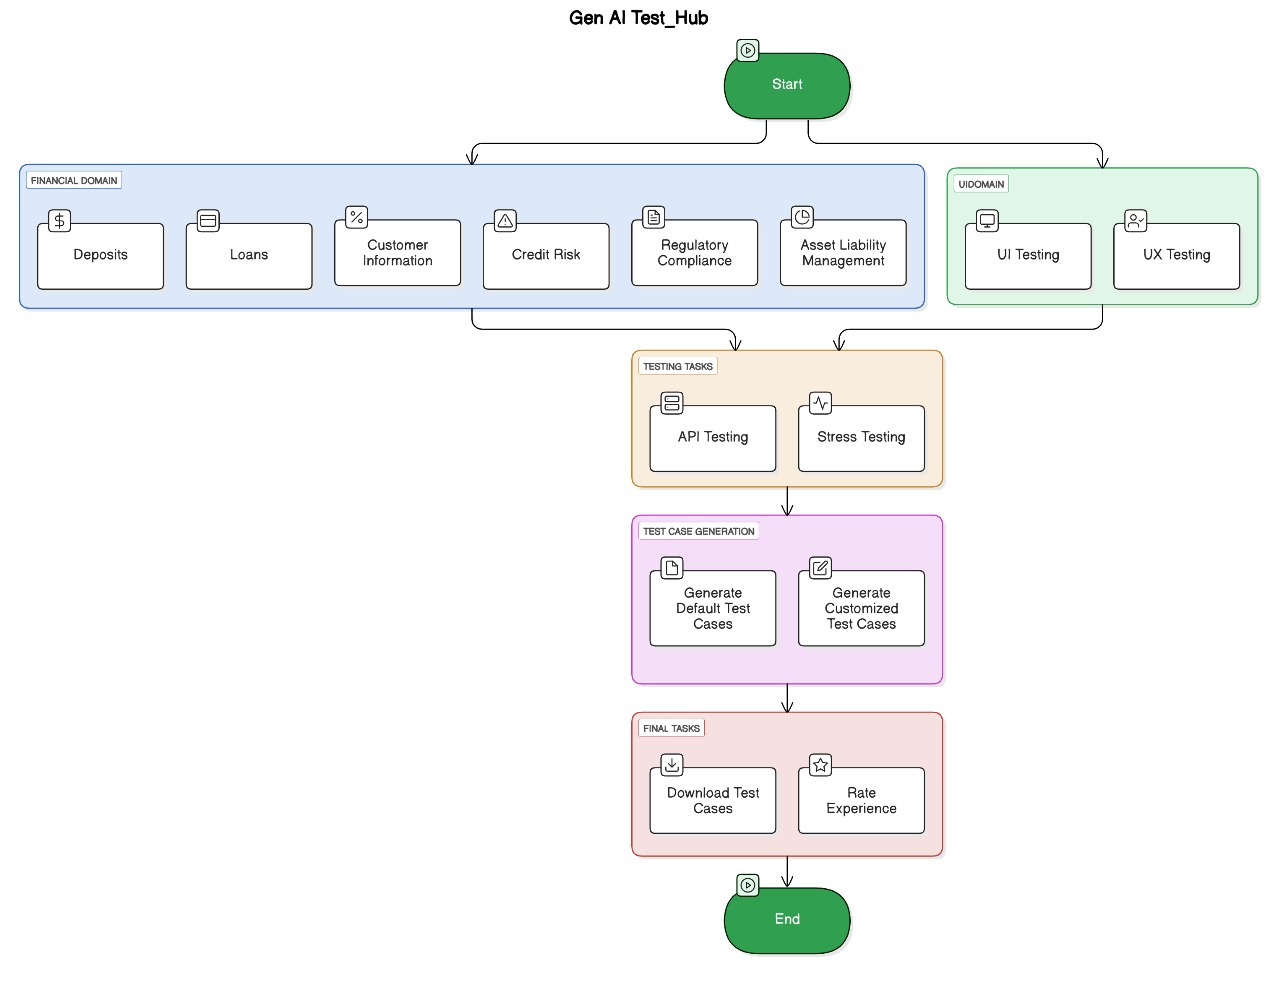 Gen AI Test_Hub
Start
FINANCIAL DOMAIN
Deposits
Loans
Customer
Information
Credit Risk
Regulatory
Compliance
Asset Liability
Management
UIDOMAIN
UI Testing
UX Testing
TESTING TASKS
API Testing
Stress Testing
TEST CASE GENERATION
Generate
Default Test
Cases
Generate
Customized
Test Cases
FINAL TASKS
Download Test
Cases
Rate
Experience
End